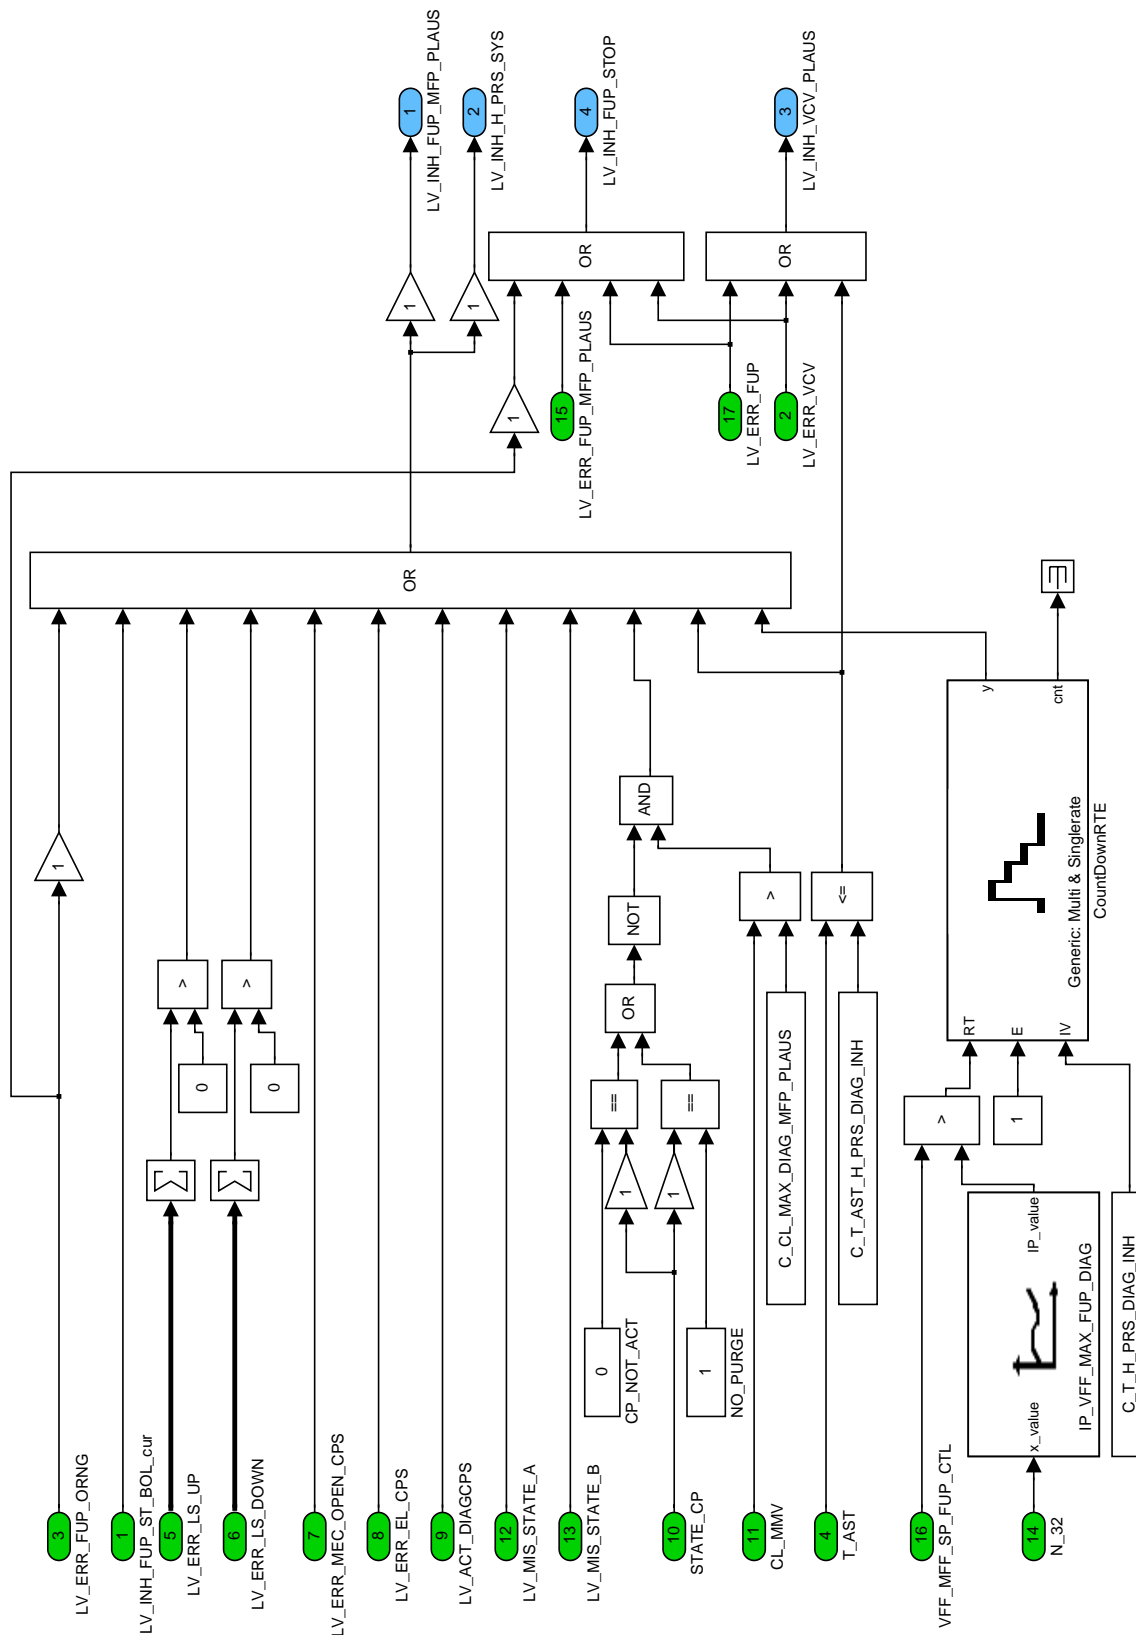 3
LV_ERR_FUP_ORNG
1
LV_INH_FUP_ST_BOL_cur
5
LV_ERR_LS_UP
6
LV_ERR_LS_DOWN
7
LV_ERR_MEC_OPEN_CPS
8
LV_ERR_EL_CPS
9
LV_ACT_DIAGCPS
12
LV_MIS_STATE_A
13
LV_MIS_STATE_B
10
STATE_CP
11
CL_MMV
4
T_AST
16
VFF_MFF_SP_FUP_CTL
14
N_32
0
CP_NOT_ACT
1
NO_PURGE
x_value
IP_value
IP_VFF_MAX_FUP_DIAG
C_T_H_PRS_DIAG_INH
1
Σ
Σ
0
0
>
>
1
1
==
==
OR
NOT
AND
C_CL_MAX_DIAG_MFP_PLAUS
>
C_T_AST_H_PRS_DIAG_INH
<=
>
1
RT
E
IV
y
cnt
Generic: Multi & Singlerate
CountDownRTE
OR
1
15
LV_ERR_FUP_MFP_PLAUS
17
LV_ERR_FUP
2
LV_ERR_VCV
1
1
OR
OR
1
LV_INH_FUP_MFP_PLAUS
2
LV_INH_H_PRS_SYS
4
LV_INH_FUP_STOP
3
LV_INH_VCV_PLAUS